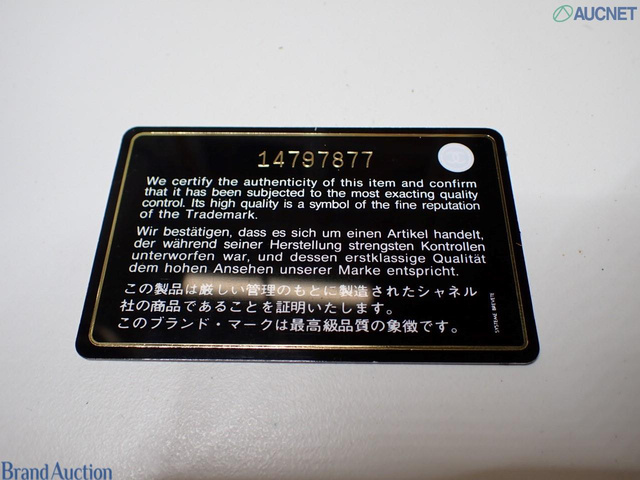 AUCNET
14797877
We certify the authenticity of this item and confirm
that it has been subjected to the most exacting quality
control. Its high quality is a symbol of the fine reputation
of the Trademark.
Wir bestätigen, dass es sich um einen Artikel handelt,
der während seiner Herstellung strengsten Kontrollen
unterworfen war, und dessen erstklassige Qualität
dem hohen Ansehen unserer Marke entspricht.
この製品は厳しい管理のもとに製造されたシャネル
社の商品であることを証明いたします。
このブランド・マークは最高級品質の象徴です。
SYSTEME BREVETE
Brand Auction